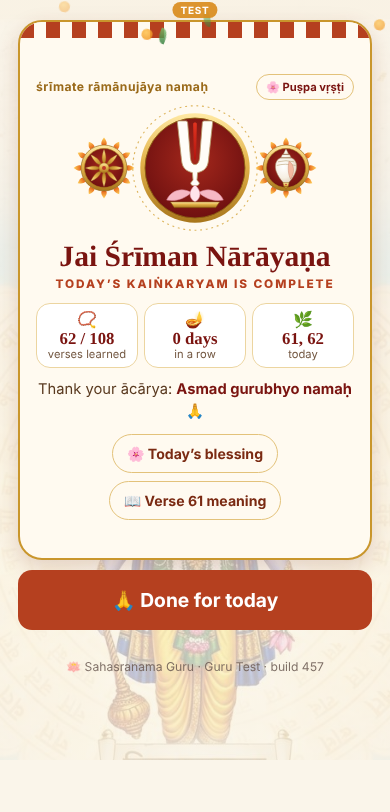 TEST
śrīmate rāmānujāya namaḥ
🌸 Puṣpa vṛṣṭi
Jai Śrīman Nārāyaṇa
TODAY’S KAIṄKARYAM IS COMPLETE
62 / 108
verses learned
0 days
in a row
61, 62
today
Thank your ācārya: Asmad gurubhyo namaḥ
🙏
🌸 Today’s blessing
📖 Verse 61 meaning
🙏 Done for today
🪷 Sahasranama Guru · Guru Test · build 457